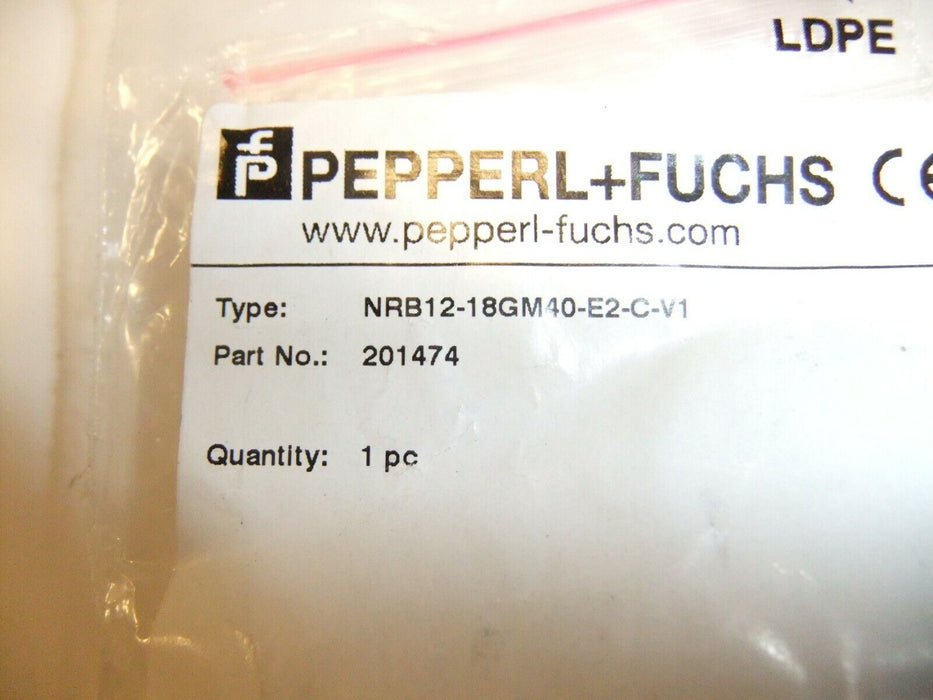 LDPE
fp PEPPERL+FUCHS CE
www.pepperl-fuchs.com
Type: NRB12-18GM40-E2-C-V1
Part No.: 201474
Quantity: 1 pc